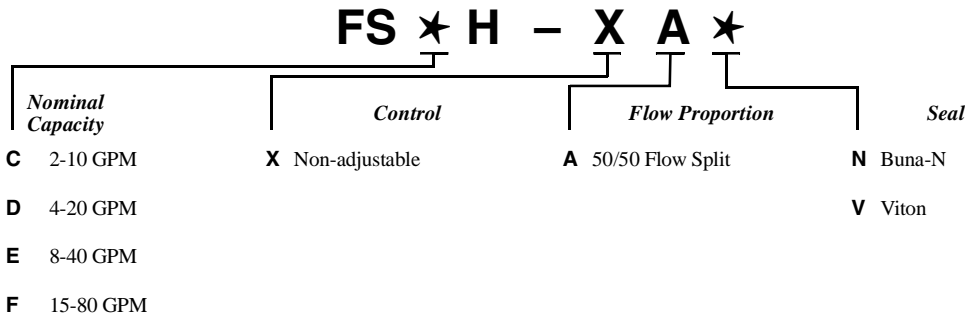 FS ✭ H – X A ✭
Nominal
Capacity
Control
Flow Proportion
Seal
C 2-10 GPM
X Non-adjustable
A 50/50 Flow Split
N Buna-N
D 4-20 GPM
V Viton
E 8-40 GPM
F 15-80 GPM